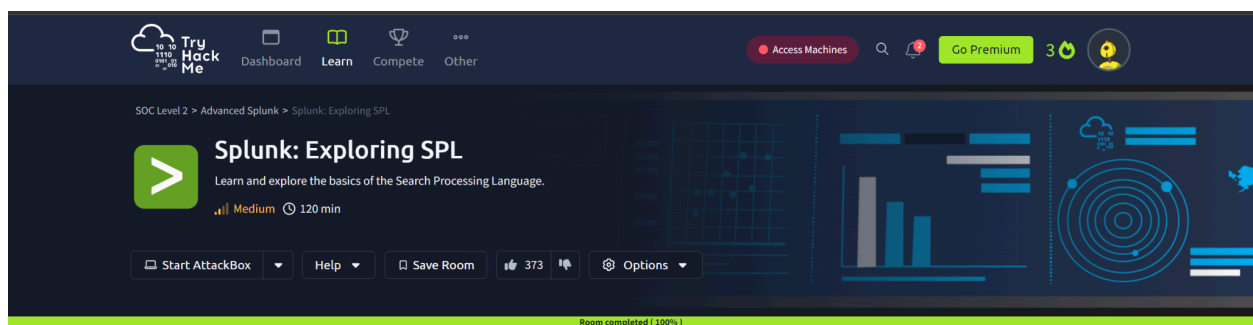 Try
Hack
Me
Dashboard
Learn
Compete
Other
Access Machines
2
Go Premium
3
SOC Level 2 > Advanced Splunk > Splunk: Exploring SPL
Splunk: Exploring SPL
Learn and explore the basics of the Search Processing Language.
Medium 120 min
Start AttackBox
Help
Save Room
373
Options
Room completed ( 100% )